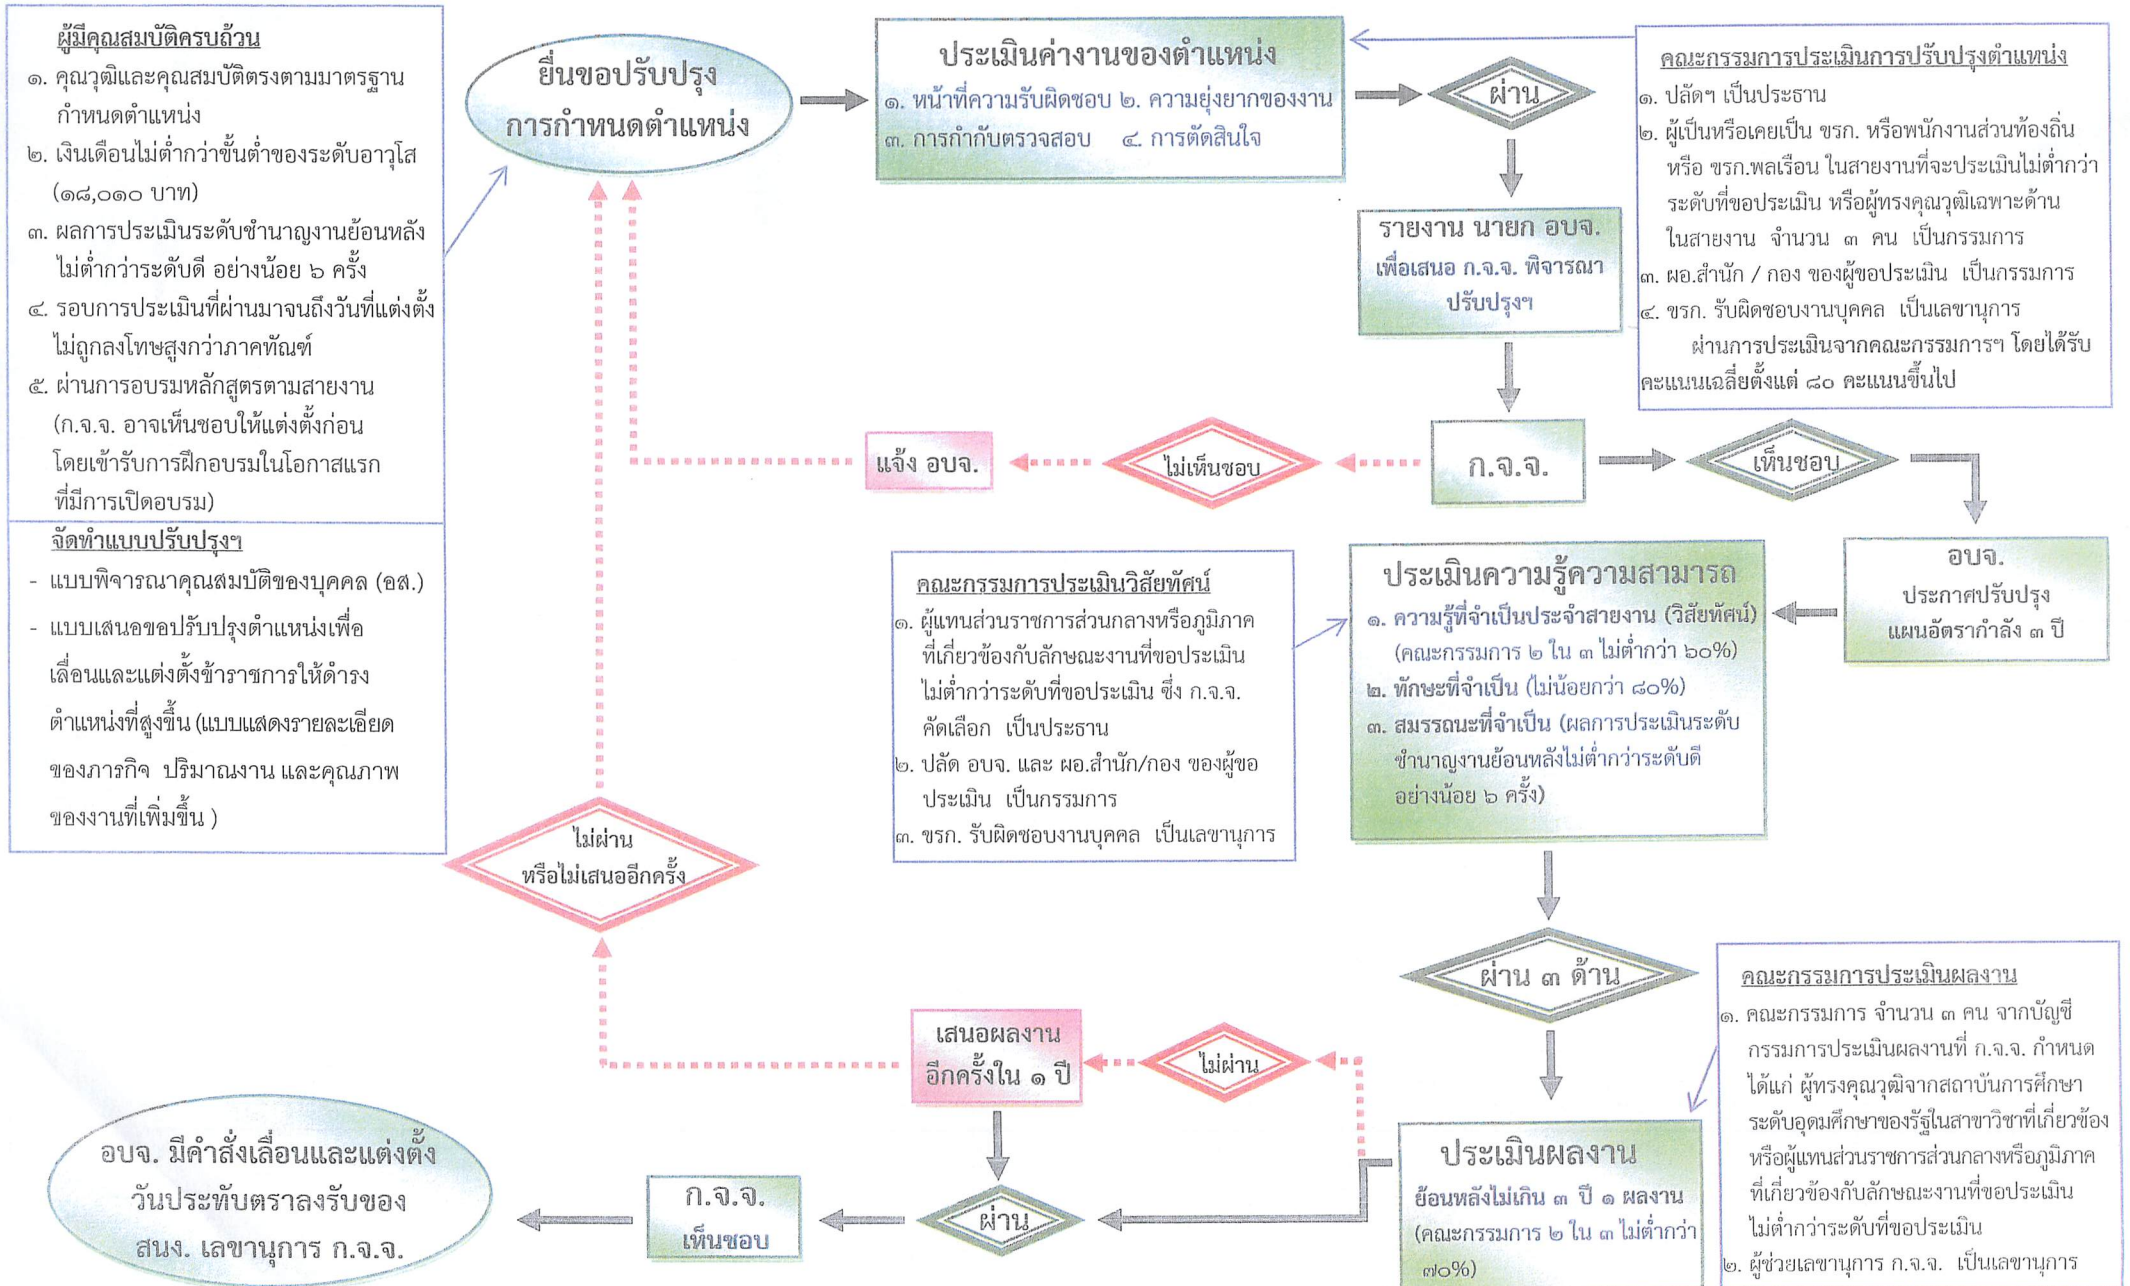 ผู้มีคุณสมบัติครบถ้วน
๑. คุณวุฒิและคุณสมบัติตรงตามมาตรฐาน
กำหนดตำแหน่ง
๒. เงินเดือนไม่ต่ำกว่าขั้นต่ำของระดับอาวุโส
(๑๘,๐๑๐ บาท)
๓. ผลการประเมินระดับชำนาญงานย้อนหลัง
ไม่ต่ำกว่าระดับดี อย่างน้อย ๖ ครั้ง
๔. รอบการประเมินที่ผ่านมาจนถึงวันที่แต่งตั้ง
ไม่ถูกลงโทษสูงกว่าภาคทัณฑ์
๕. ผ่านการอบรมหลักสูตรตามสายงาน
(ก.จ.จ. อาจเห็นชอบให้แต่งตั้งก่อน
โดยเข้ารับการฝึกอบรมในโอกาสแรก
ที่มีการเปิดอบรม)
จัดทำแบบปรับปรุงฯ
- แบบพิจารณาคุณสมบัติของบุคคล (อส.)
- แบบเสนอขอปรับปรุงตำแหน่งเพื่อ
เลื่อนและแต่งตั้งข้าราชการให้ดำรง
ตำแหน่งที่สูงขึ้น (แบบแสดงรายละเอียด
ของภารกิจ ปริมาณงาน และคุณภาพ
ของงานที่เพิ่มขึ้น )
ยื่นขอปรับปรุง
การกำหนดตำแหน่ง
ประเมินค่างานของตำแหน่ง
๑. หน้าที่ความรับผิดชอบ ๒. ความยุ่งยากของงาน
๓. การกำกับตรวจสอบ ๔. การตัดสินใจ
ผ่าน
คณะกรรมการประเมินการปรับปรุงตำแหน่ง
๑. ปลัดฯ เป็นประธาน
๒. ผู้เป็นหรือเคยเป็น ขรก. หรือพนักงานส่วนท้องถิ่น
หรือ ขรก.พลเรือน ในสายงานที่จะประเมินไม่ต่ำกว่า
ระดับที่ขอประเมิน หรือผู้ทรงคุณวุฒิเฉพาะด้าน
ในสายงาน จำนวน ๓ คน เป็นกรรมการ
๓. ผอ.สำนัก / กอง ของผู้ขอประเมิน เป็นกรรมการ
๔. ขรก. รับผิดชอบงานบุคคล เป็นเลขานุการ
ผ่านการประเมินจากคณะกรรมการฯ โดยได้รับ
คะแนนเฉลี่ยตั้งแต่ ๘๐ คะแนนขึ้นไป
รายงาน นายก อบจ.
เพื่อเสนอ ก.จ.จ. พิจารณา
ปรับปรุงฯ
แจ้ง อบจ.
ไม่เห็นชอบ
ก.จ.จ.
เห็นชอบ
อบจ.
ประกาศปรับปรุง
แผนอัตรากำลัง ๓ ปี
คณะกรรมการประเมินวิสัยทัศน์
๑. ผู้แทนส่วนราชการส่วนกลางหรือภูมิภาค
ที่เกี่ยวข้องกับลักษณะงานที่ขอประเมิน
ไม่ต่ำกว่าระดับที่ขอประเมิน ซึ่ง ก.จ.จ.
คัดเลือก เป็นประธาน
๒. ปลัด อบจ. และ ผอ.สำนัก/กอง ของผู้ขอ
ประเมิน เป็นกรรมการ
๓. ขรก. รับผิดชอบงานบุคคล เป็นเลขานุการ
ประเมินความรู้ความสามารถ
๑. ความรู้ที่จำเป็นประจำสายงาน (วิสัยทัศน์)
(คณะกรรมการ ๒ ใน ๓ ไม่ต่ำกว่า ๖๐%)
๒. ทักษะที่จำเป็น (ไม่น้อยกว่า ๘๐%)
๓. สมรรถนะที่จำเป็น (ผลการประเมินระดับ
ชำนาญงานย้อนหลังไม่ต่ำกว่าระดับดี
อย่างน้อย ๖ ครั้ง)
ไม่ผ่าน
หรือไม่เสนออีกครั้ง
ผ่าน ๓ ด้าน
คณะกรรมการประเมินผลงาน
๑. คณะกรรมการ จำนวน ๓ คน จากบัญชี
กรรมการประเมินผลงานที่ ก.จ.จ. กำหนด
ได้แก่ ผู้ทรงคุณวุฒิจากสถาบันการศึกษา
ระดับอุดมศึกษาของรัฐในสาขาวิชาที่เกี่ยวข้อง
หรือผู้แทนส่วนราชการส่วนกลางหรือภูมิภาค
ที่เกี่ยวข้องกับลักษณะงานที่ขอประเมิน
ไม่ต่ำกว่าระดับที่ขอประเมิน
๒. ผู้ช่วยเลขานุการ ก.จ.จ. เป็นเลขานุการ
เสนอผลงาน
อีกครั้งใน ๑ ปี
ไม่ผ่าน
ประเมินผลงาน
ย้อนหลังไม่เกิน ๓ ปี ๑ ผลงาน
(คณะกรรมการ ๒ ใน ๓ ไม่ต่ำกว่า
๗๐%)
ผ่าน
ก.จ.จ.
เห็นชอบ
อบจ. มีคำสั่งเลื่อนและแต่งตั้ง
วันประทับตราลงรับของ
สนง. เลขานุการ ก.จ.จ.